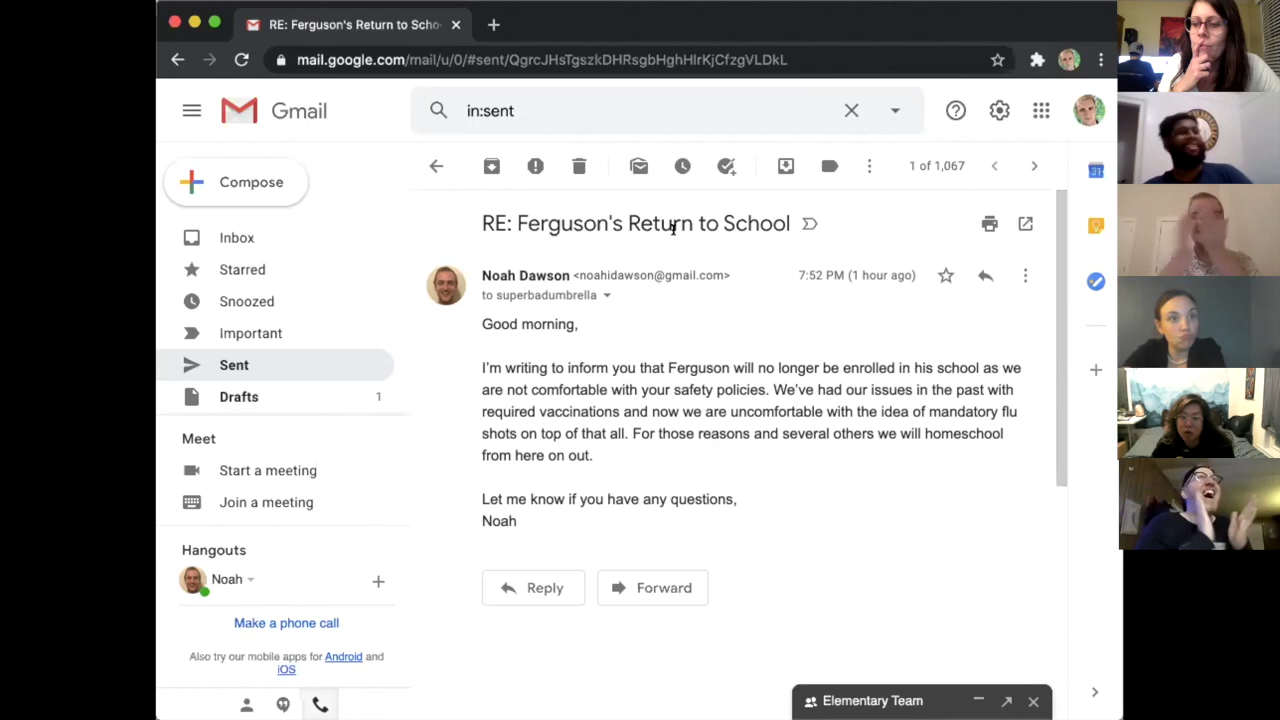 RE: Ferguson's Return to Scho
mail.google.com/mail/u/0/#sent/QgrcJHsTgszkDHRsgbHghHlrKjCfzgVLDkL
Gmail
in:sent
Compose
1 of 1,067
31
Inbox
Starred
Snoozed
Important
Sent
Drafts 1
Meet
Start a meeting
Join a meeting
Hangouts
Noah
Make a phone call
Also try our mobile apps for Android and
iOS
RE: Ferguson's Return to School
Noah Dawson <noahidawson@gmail.com> 7:52 PM (1 hour ago)
to superbadumbrella
Good morning,
I'm writing to inform you that Ferguson will no longer be enrolled in his school as we
are not comfortable with your safety policies. We've had our issues in the past with
required vaccinations and now we are uncomfortable with the idea of mandatory flu
shots on top of that all. For those reasons and several others we will homeschool
from here on out.
Let me know if you have any questions,
Noah
Reply Forward
Elementary Team